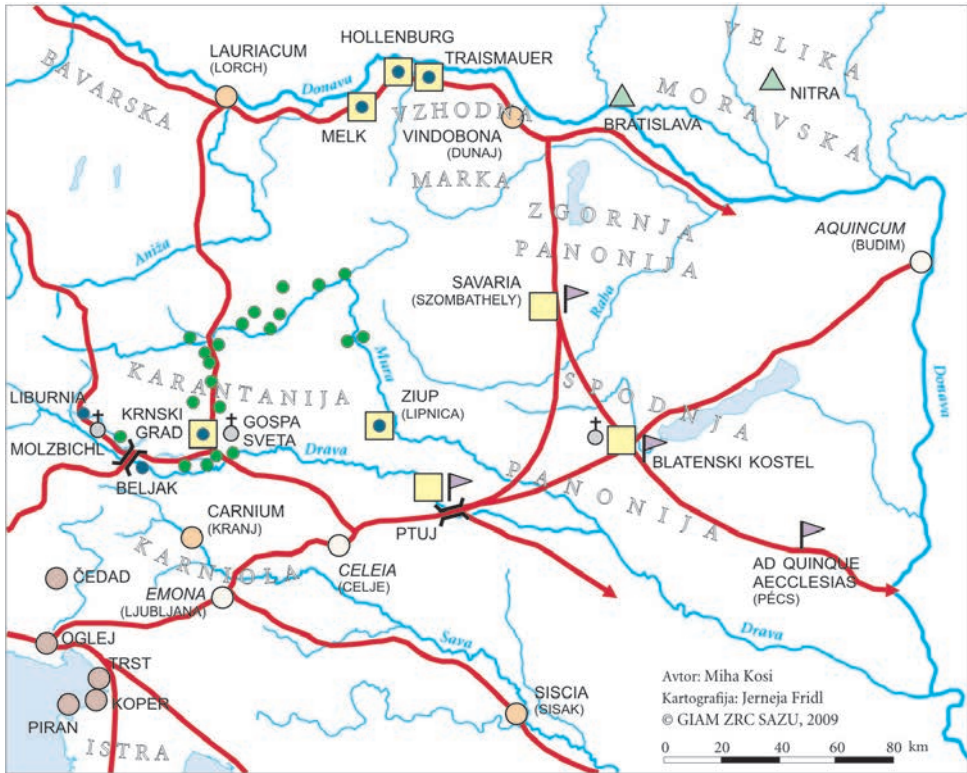 HOLLENBURG
LAURIACUM
(LORCH)
TRAISMAUER
VELIKA
MORAVSKA
BAVARSKA
Donava
NITRA
MELK
VZHODNA
MARKA
VINDOBONA
(DUNAJ)
BRATISLAVA
ZGORNJA
PANONIJA
AQUINCUM
(BUDIM)
Aniža
SAVARIA
(SZOMBATHELY)
Raba
Donava
Mura
KARANTANIJA
LIBURNIA
KRNSKI
GRAD
GOSPA
SVETA
ZIUP
(LIPNICA)
SPODNJA
PANONIJA
MOLZBICHL
Drava
BLATENSKI KOSTEL
BELJAK
CARNIUM
(KRANJ)
PTUJ
KARNIOLA
CELEIA
(CELJE)
AD QUINQUE
AECCLESIAS
(PÉCS)
ČEDAD
EMONA
(LJUBLJANA)
Drava
OGLEJ
Sava
TRST
KOPER
PIRAN
ISTRA
SISCIA
(SISAK)
Avtor: Miha Kosi
Kartografija: Jerneja Fridl
© GIAM ZRC SAZU, 2009
0 20 40 60 80 km